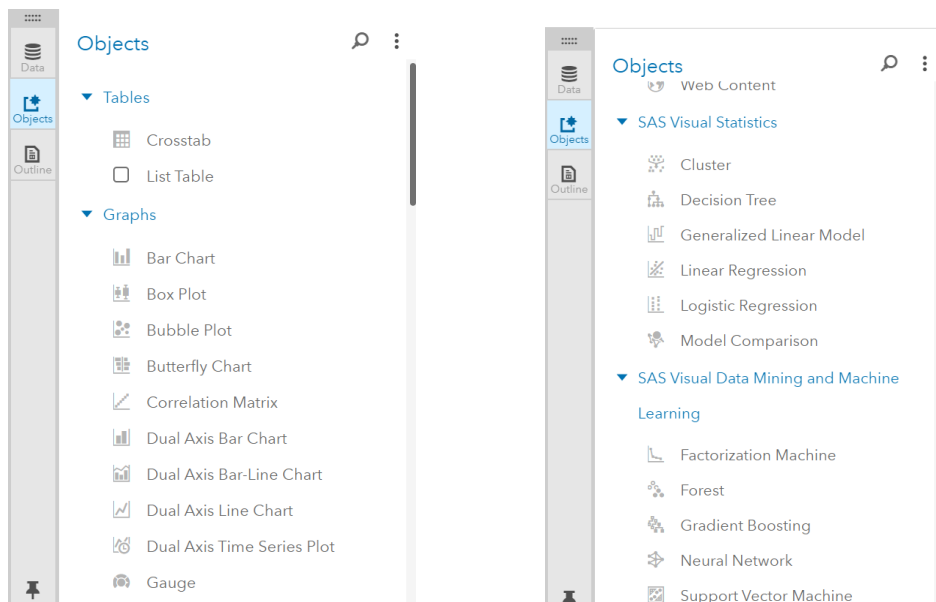 Objects
Data
Objects
Outline
Tables
Crosstab
List Table
Graphs
Bar Chart
Box Plot
Bubble Plot
Butterfly Chart
Correlation Matrix
Dual Axis Bar Chart
Dual Axis Bar-Line Chart
Dual Axis Line Chart
Dual Axis Time Series Plot
Gauge
Objects
Data
Objects
Outline
Web Content
SAS Visual Statistics
Cluster
Decision Tree
Generalized Linear Model
Linear Regression
Logistic Regression
Model Comparison
SAS Visual Data Mining and Machine
Learning
Factorization Machine
Forest
Gradient Boosting
Neural Network
Support Vector Machine